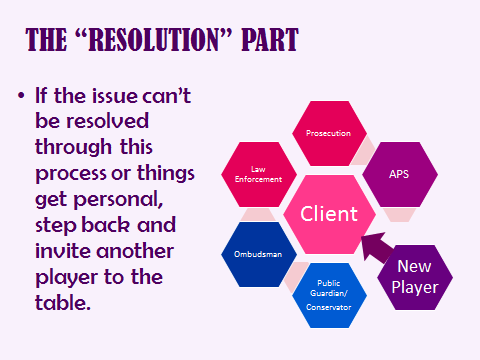 THE “RESOLUTION” PART
• If the issue can’t
be resolved
through this
process or things
get personal,
step back and
invite another
player to the
table.
Prosecution
Law
Enforcement
APS
Client
Ombudsman
New
Player
Public
Guardian/
Conservator